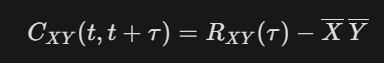 C_{XY}(t, t + τ) = R_{XY}(τ) − \overline{X} \overline{Y}